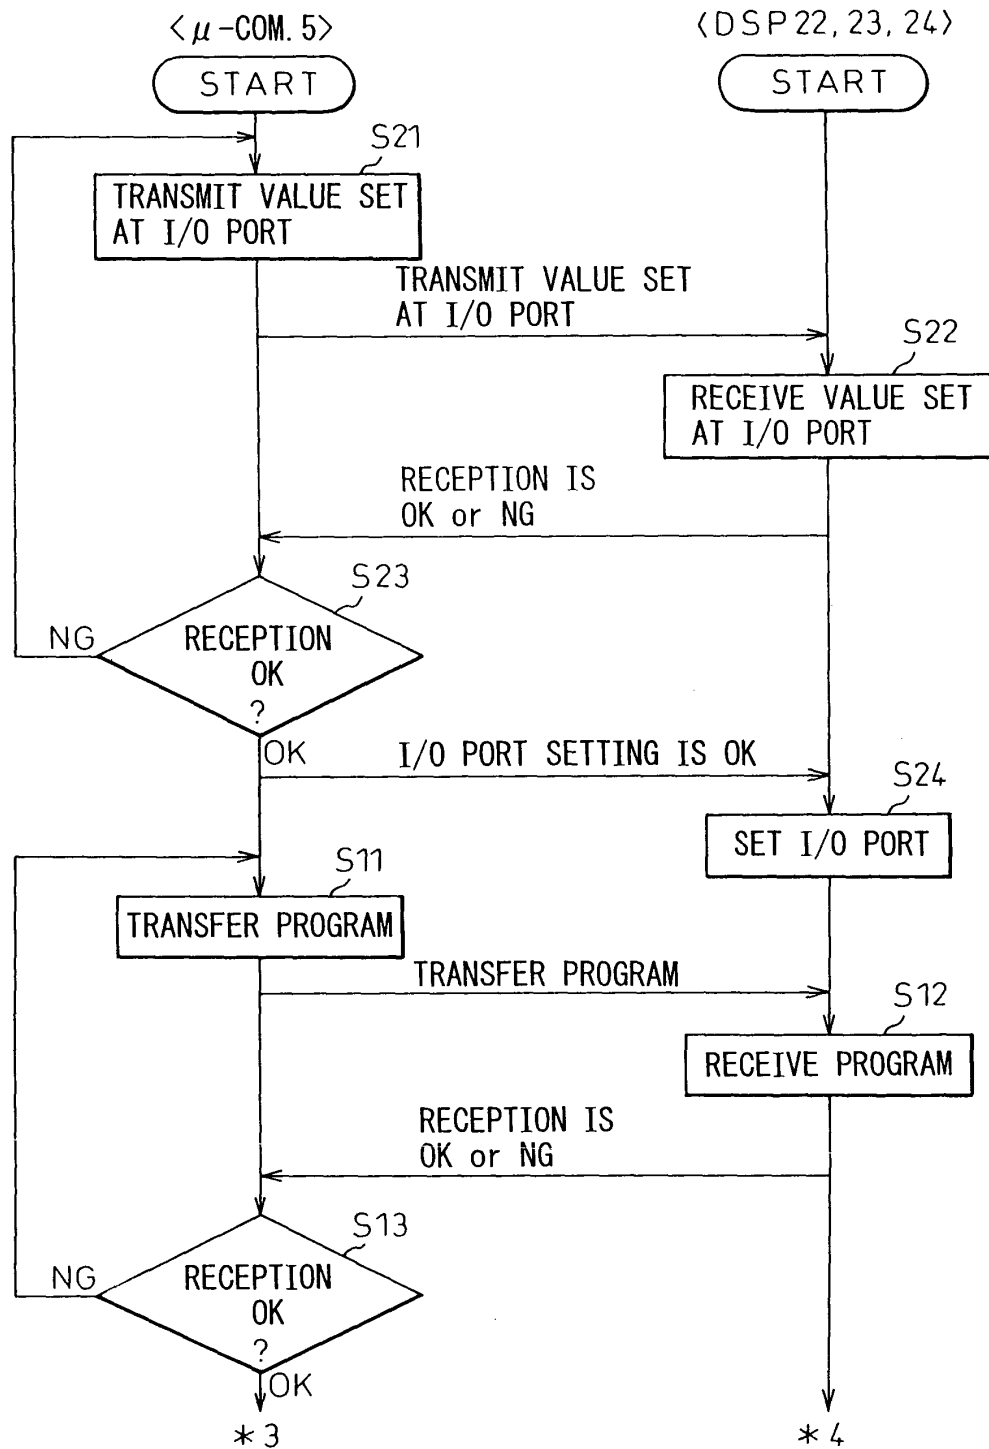 <μ-COM.5>
<DSP22, 23, 24>
START
START
S21
TRANSMIT VALUE SET
AT I/O PORT
TRANSMIT VALUE SET
AT I/O PORT
S22
RECEIVE VALUE SET
AT I/O PORT
RECEPTION IS
OK or NG
S23
NG
RECEPTION
OK
?
OK
I/O PORT SETTING IS OK
S24
SET I/O PORT
S11
TRANSFER PROGRAM
TRANSFER PROGRAM
S12
RECEIVE PROGRAM
RECEPTION IS
OK or NG
S13
NG
RECEPTION
OK
?
OK
*3
*4